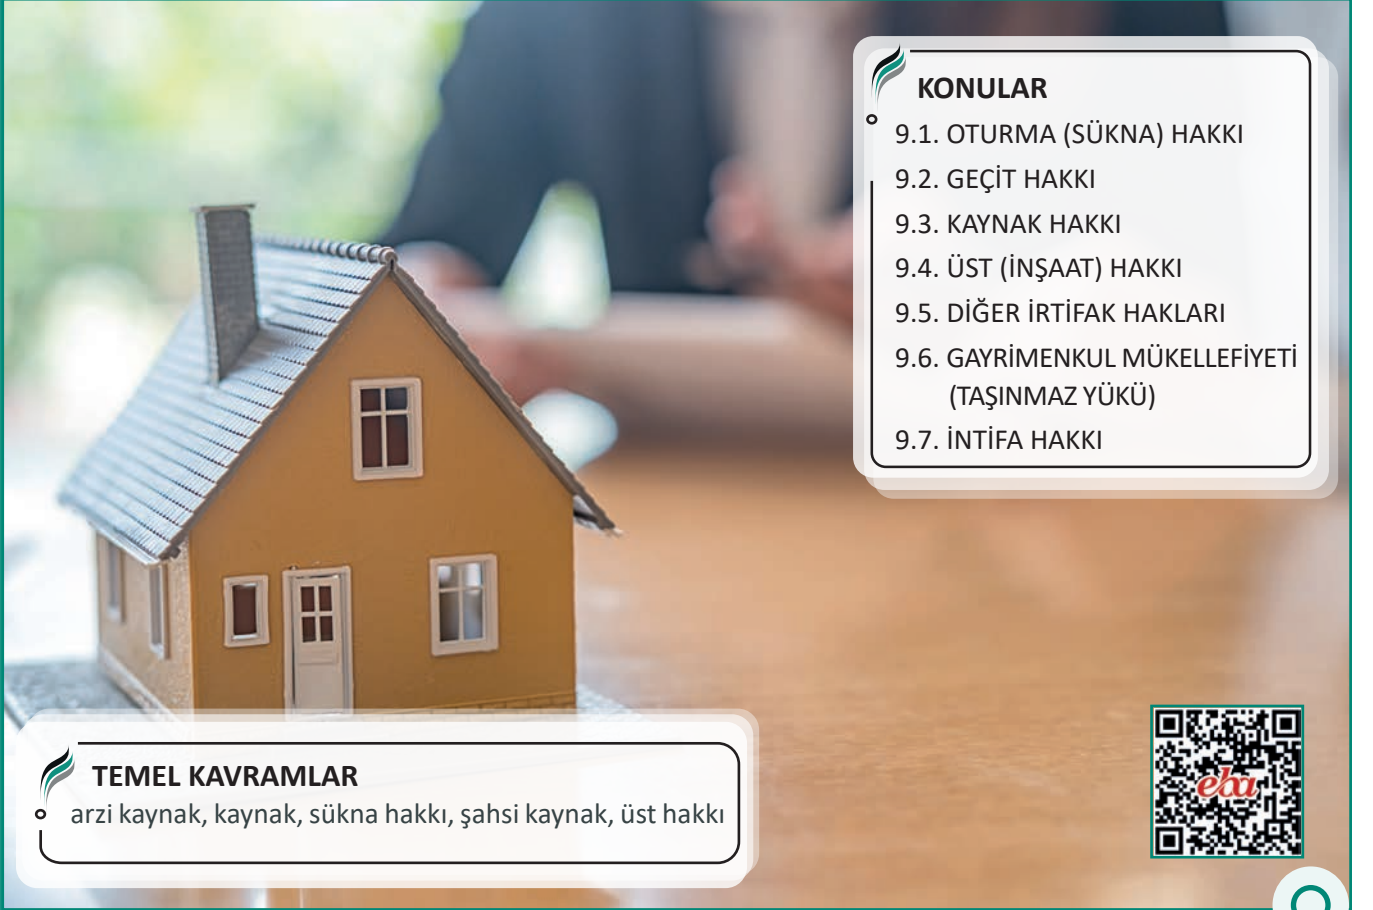 KONULAR
9.1. OTURMA (SÜKNA) HAKKI
9.2. GEÇİT HAKKI
9.3. KAYNAK HAKKI
9.4. ÜST (İNŞAAT) HAKKI
9.5. DİĞER İRTİFAK HAKLARI
9.6. GAYRİMENKUL MÜKELLEFİYETİ
(TAŞINMAZ YÜKÜ)
9.7. İNTİFA HAKKI
TEMEL KAVRAMLAR
arzi kaynak, kaynak, sükna hakkı, şahsi kaynak, üst hakkı
eba